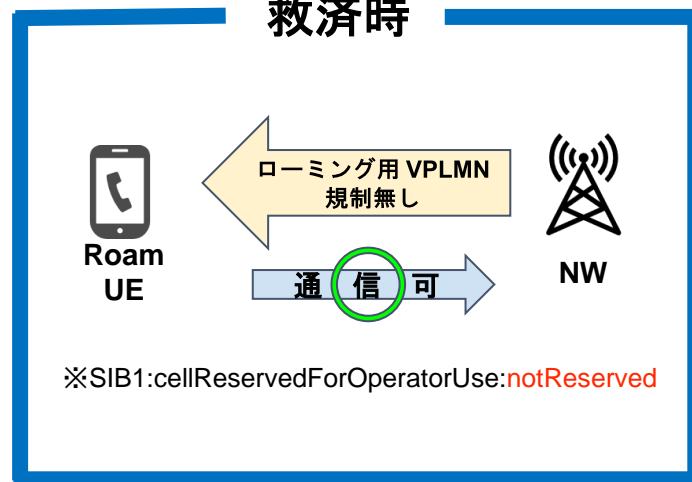 救済時
ローミング用 VPLMN
規制無し
Roam
UE
NW
通 信 可
※SIB1:cellReservedForOperatorUse:notReserved